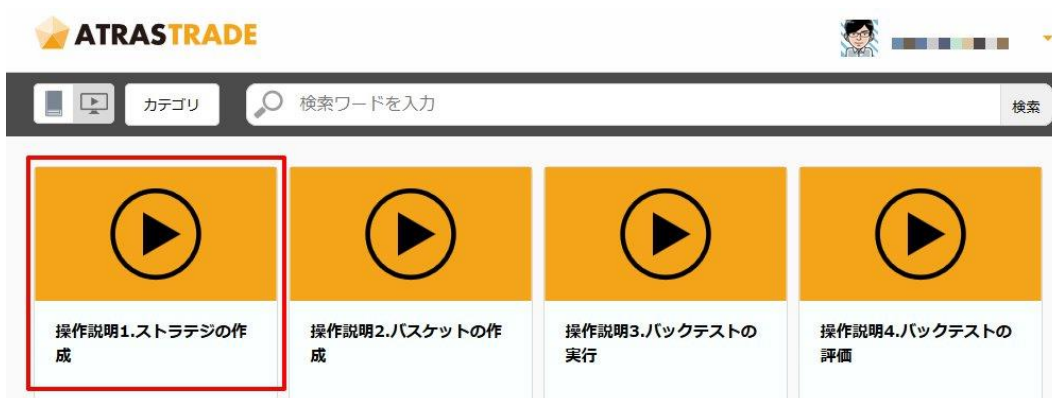 ATRASTRADE
カテゴリ
検索ワードを入力
検索
操作説明1.ストラテジの作
成
操作説明2.バスケットの作
成
操作説明3.バックテストの
実行
操作説明4.バックテストの
評価